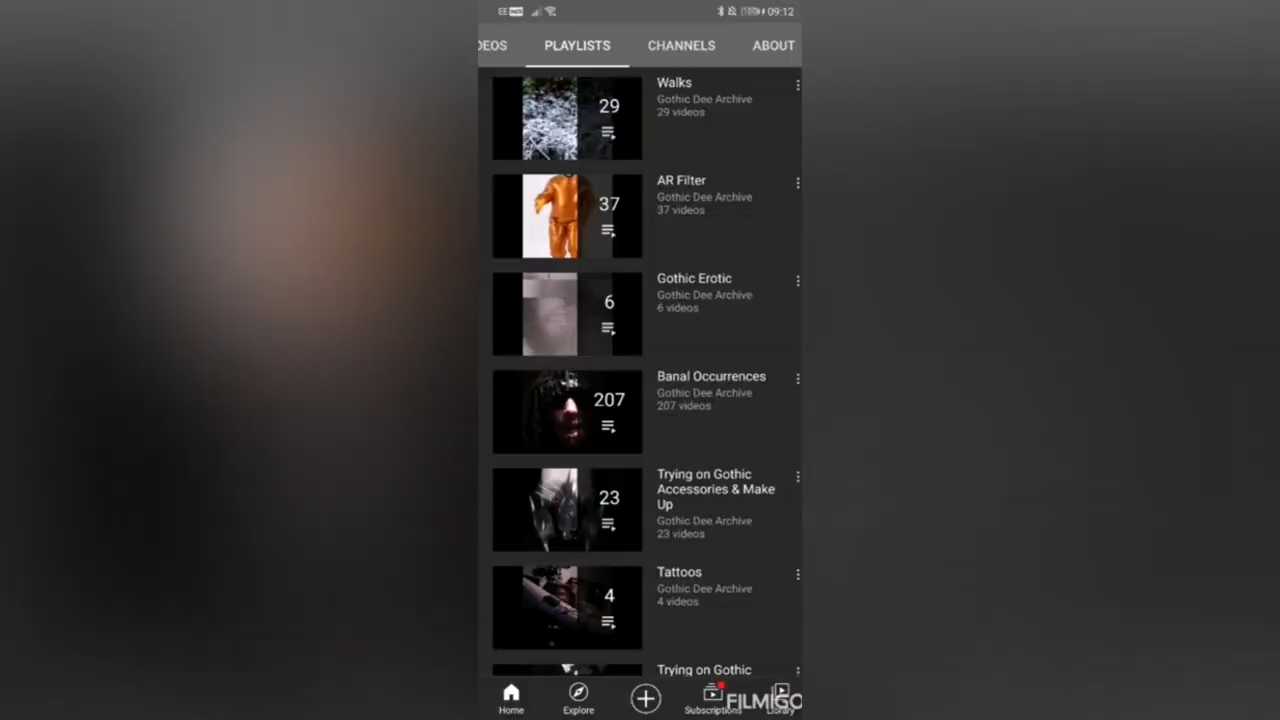 EE
09:12
DEOS PLAYLISTS CHANNELS ABOUT
29
Walks
Gothic Dee Archive
29 videos
37
AR Filter
Gothic Dee Archive
37 videos
6
Gothic Erotic
Gothic Dee Archive
6 videos
207
Banal Occurrences
Gothic Dee Archive
207 videos
23
Trying on Gothic
Accessories & Make
Up
Gothic Dee Archive
23 videos
4
Tattoos
Gothic Dee Archive
4 videos
Trying on Gothic
Home Explore Subscriptions Library
FILMIGO